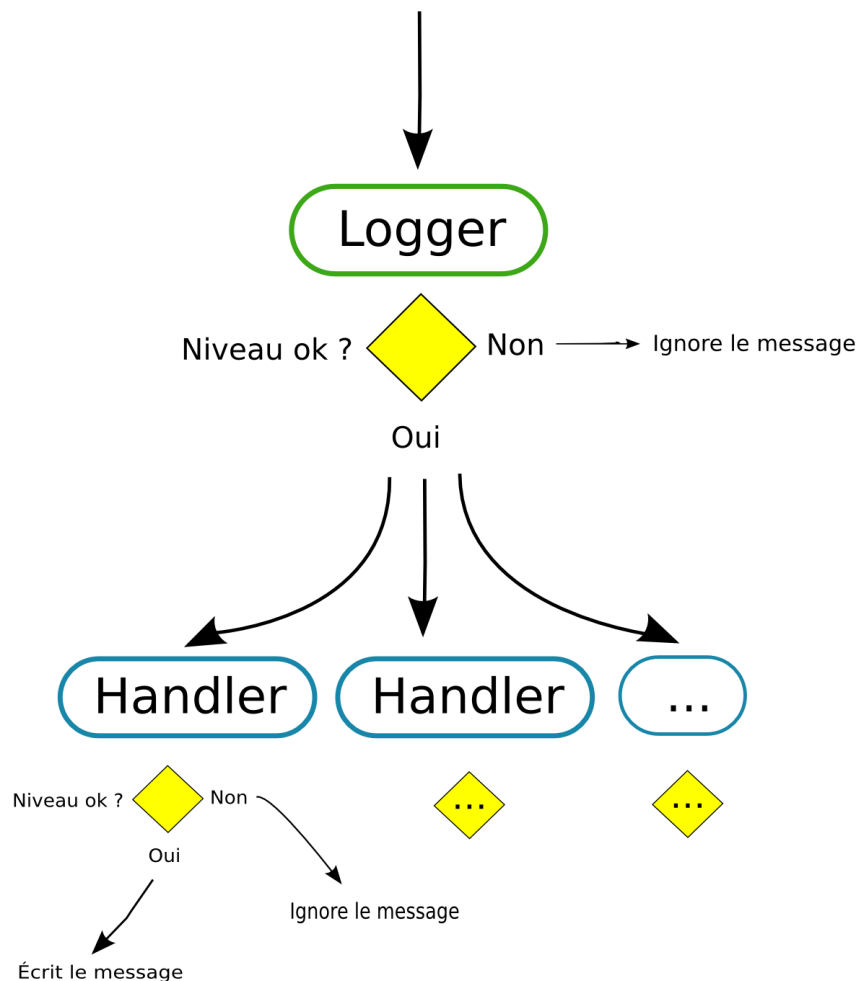 Logger
Niveau ok ?
Non
Ignore le message
Oui
Handler
Handler
...
Niveau ok ?
Non
...
...
Oui
Ignore le message
Écrit le message